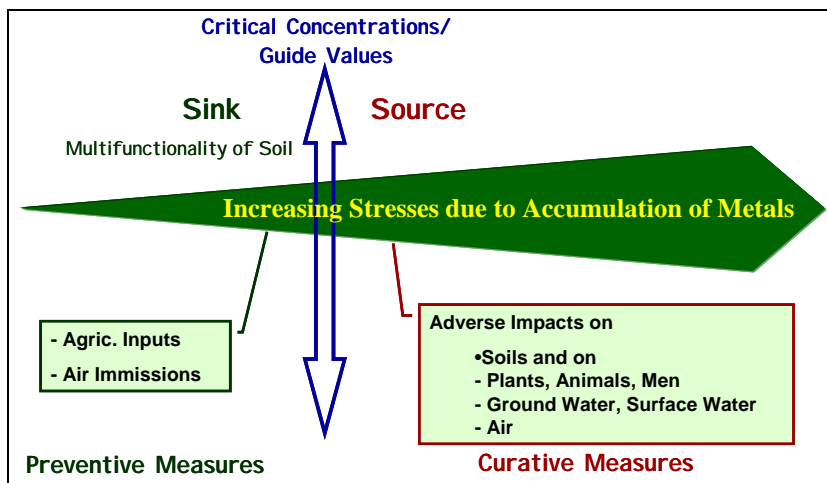 Critical Concentrations/
Guide Values
Sink
Source
Multifunctionality of Soil
Increasing Stresses due to Accumulation of Metals
- Agric. Inputs
- Air Immissions
Adverse Impacts on
•Soils and on
- Plants, Animals, Men
- Ground Water, Surface Water
- Air
Preventive Measures
Curative Measures